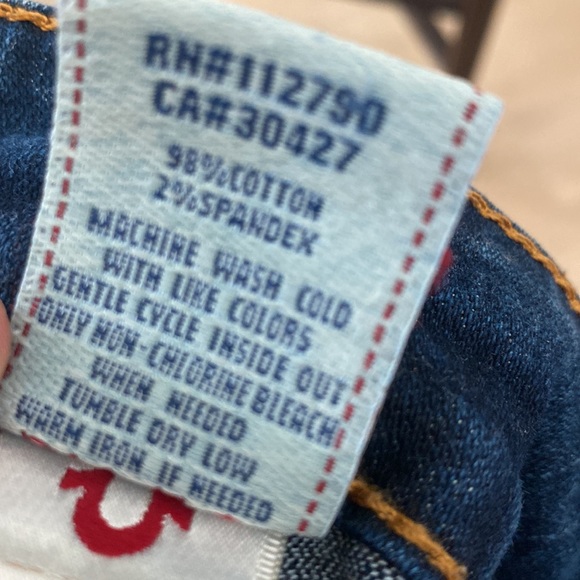 RN#112790
CA#30427
98%COTTON
2%SPANDEX
MACHINE WASH COLD
WITH LIKE COLORS
GENTLE CYCLE INSIDE OUT
ONLY NON-CHLORINE BLEACH
WHEN NEEDED
TUMBLE DRY LOW
WARM IRON IF NEEDED